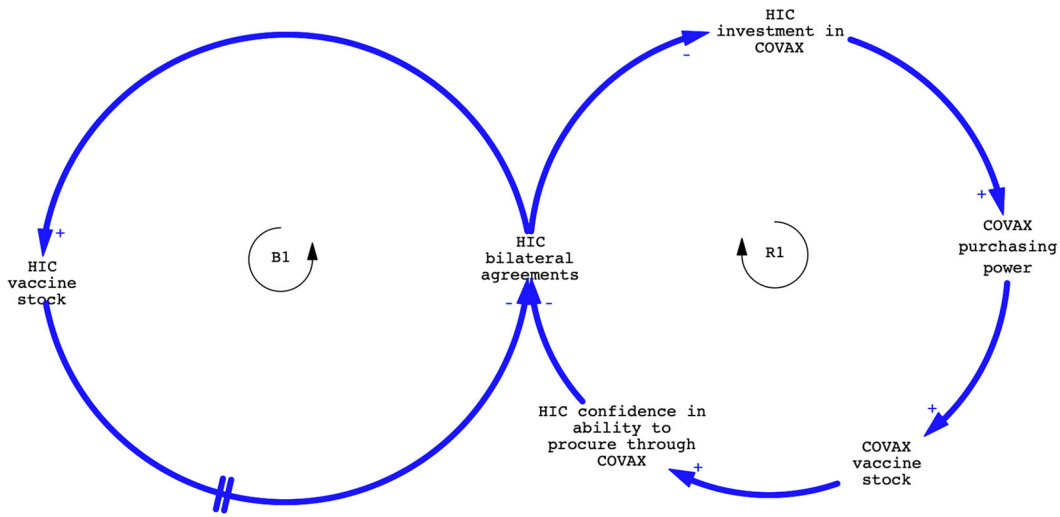 HIC
investment in
COVAX
-
+
COVAX
purchasing
power
+
HIC
vaccine
stock
B1
HIC
bilateral
agreements
R1
-
-
HIC confidence in
ability to
procure through
COVAX
+
COVAX
vaccine
stock
+